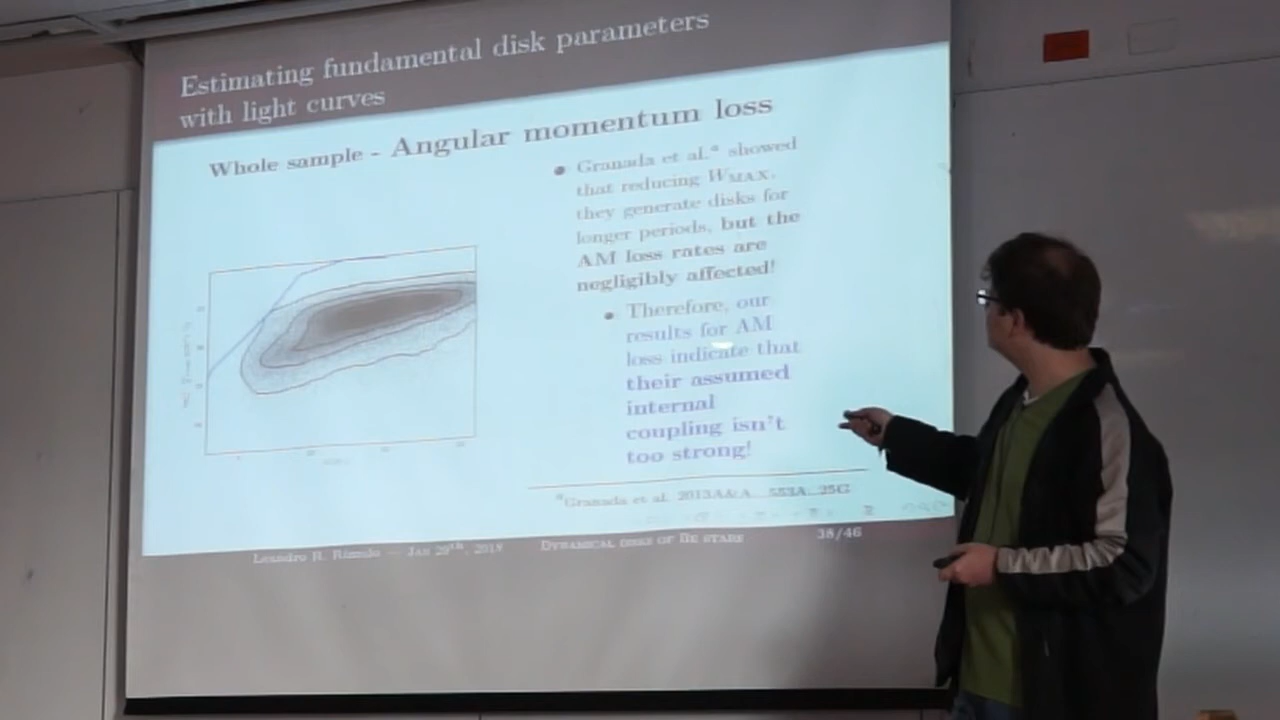 Estimating fundamental disk parameters
with light curves
Whole sample - Angular momentum loss
• Granada et al.ᵃ showed
that reducing WMAX,
they generate disks for
longer periods, but the
AM loss rates are
negligibly affected!
• Therefore, our
results for AM
loss indicate that
their assumed
internal
coupling isn't
too strong!
ᵃGranada et al. 2013A&A...553A..25G
Leandro R. Rímulo — Jan 29th, 2019 Dynamical disks of Be stars 38/46